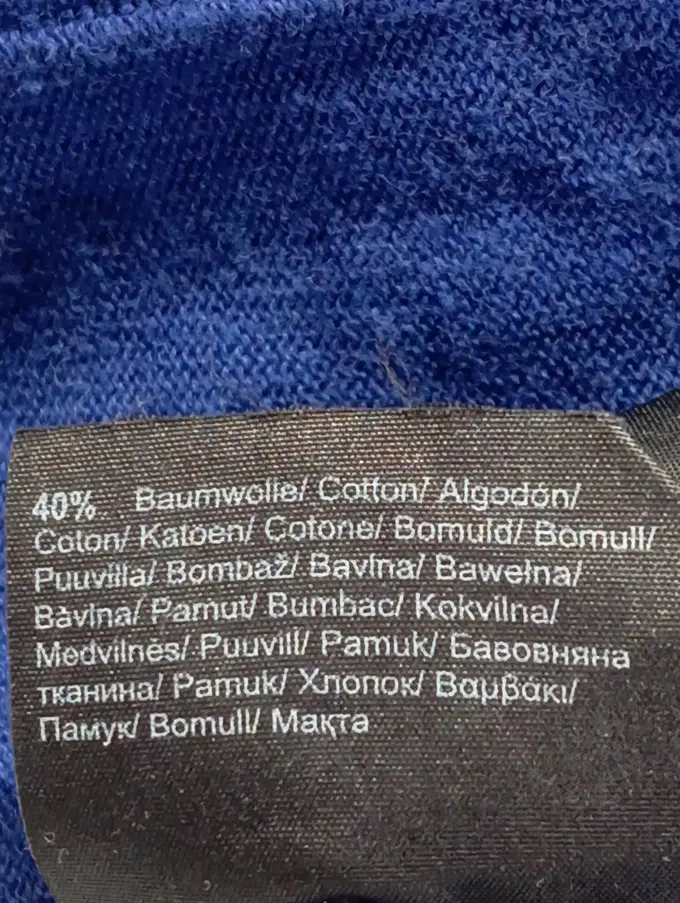 40% Baumwolle/ Cotton/ Algodón/
Coton/ Katoen/ Cotone/ Bomuld/ Bomull/
Puuvilla/ Bombaž/ Bavlna/ Bawełna/
Bàvlna/ Pamut/ Bumbac/ Kokvilna/
Medvilnės/ Puuvill/ Pamuk/ Бавовняна
тканина/ Pamuk/ Хлопок/ Βαμβάκι/
Памук/ Bomull/ Мақта